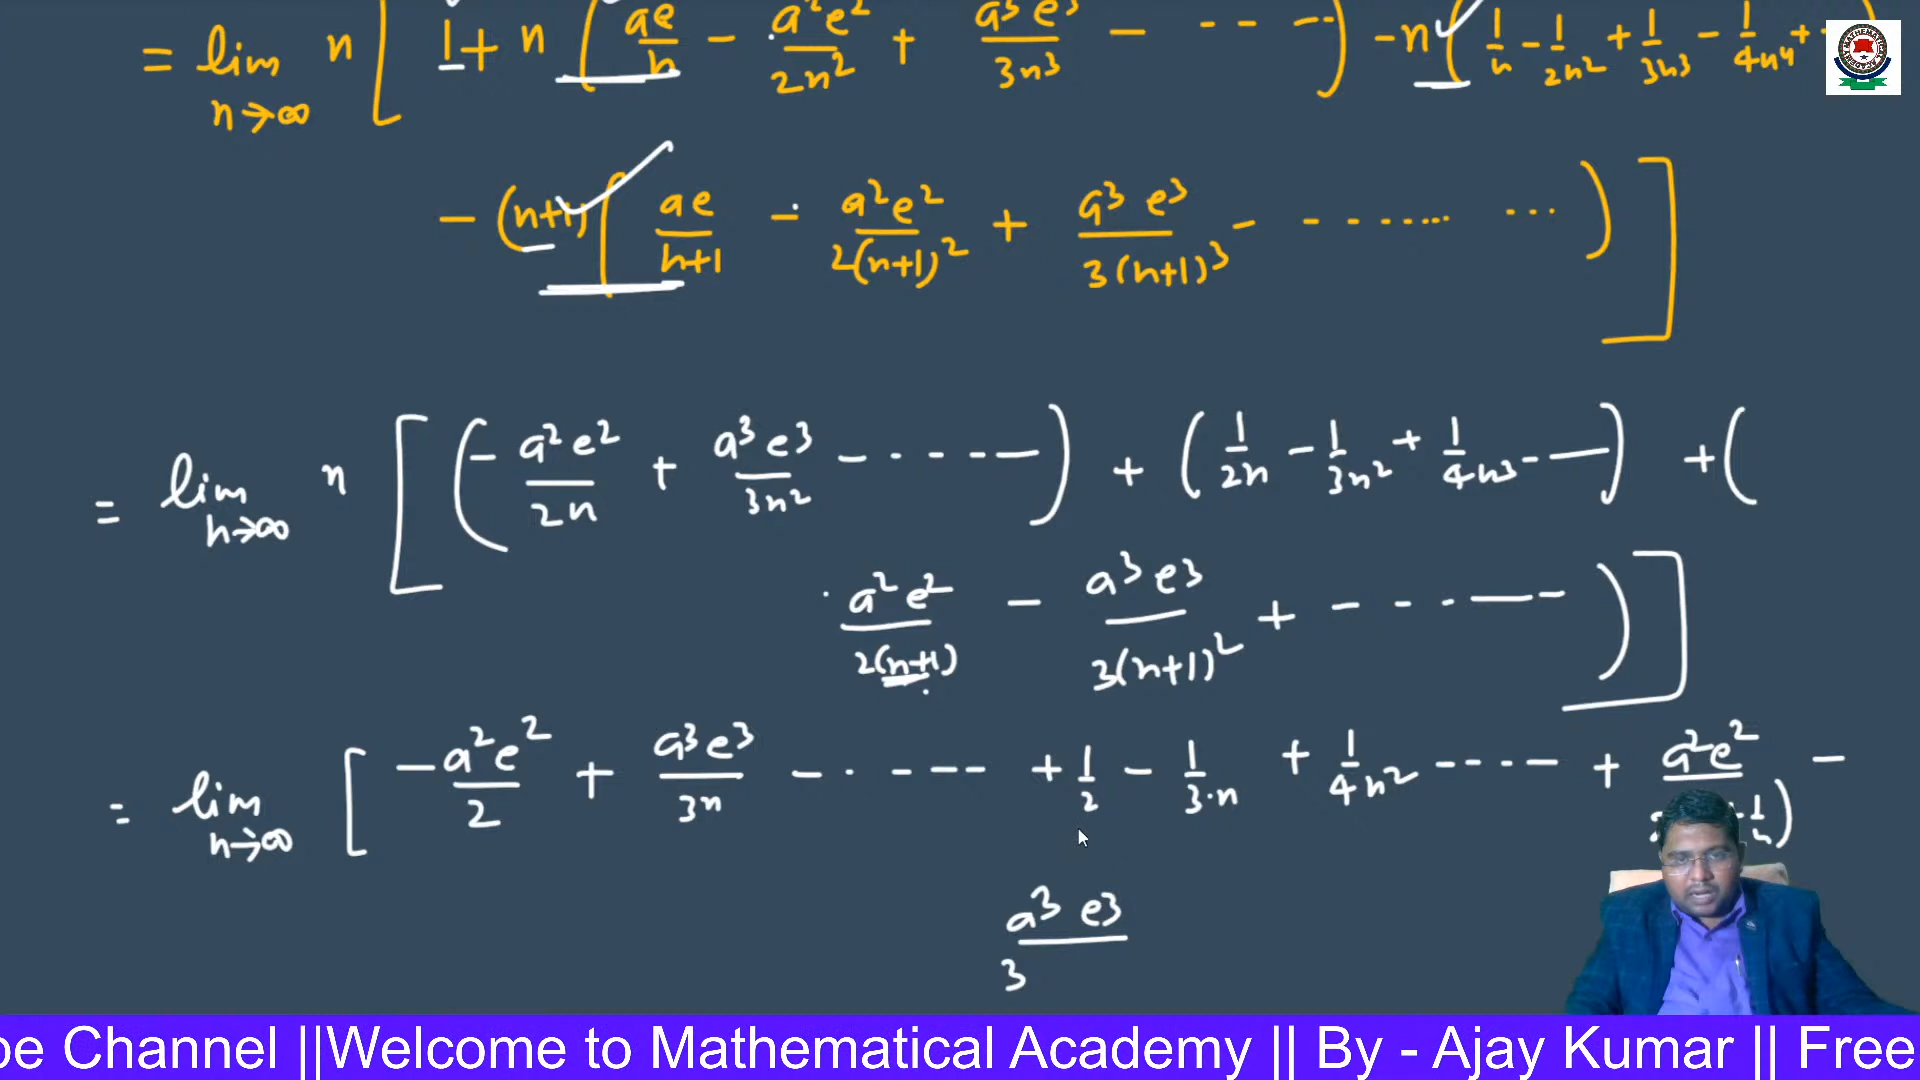 = lim n→∞ n [ 1 + n ( ae/n - a²e²/2n² + a³e³/3n³ - - - - - ) - n ( 1/n - 1/2n² + 1/3n³ - 1/4n⁴ + ·
- (n+1) ( ae/n+1 - a²e²/2(n+1)² + a³e³/3(n+1)³ - - - - - ..... ... ) ]
= lim n→∞ n [ ( - a²e²/2n + a³e³/3n² - - - - - ) + ( 1/2n - 1/3n² + 1/4n³ - - - ) + (
a²e²/2(n+1) - a³e³/3(n+1)² + - - - - - ) ]
= lim n→∞ [ -a²e²/2 + a³e³/3n - · - - - + 1/2 - 1/3·n + 1/4n² - - - - + a²e²/ 1/n) -
a³e³/3
Channel ||Welcome to Mathematical Academy || By - Ajay Kumar || Free